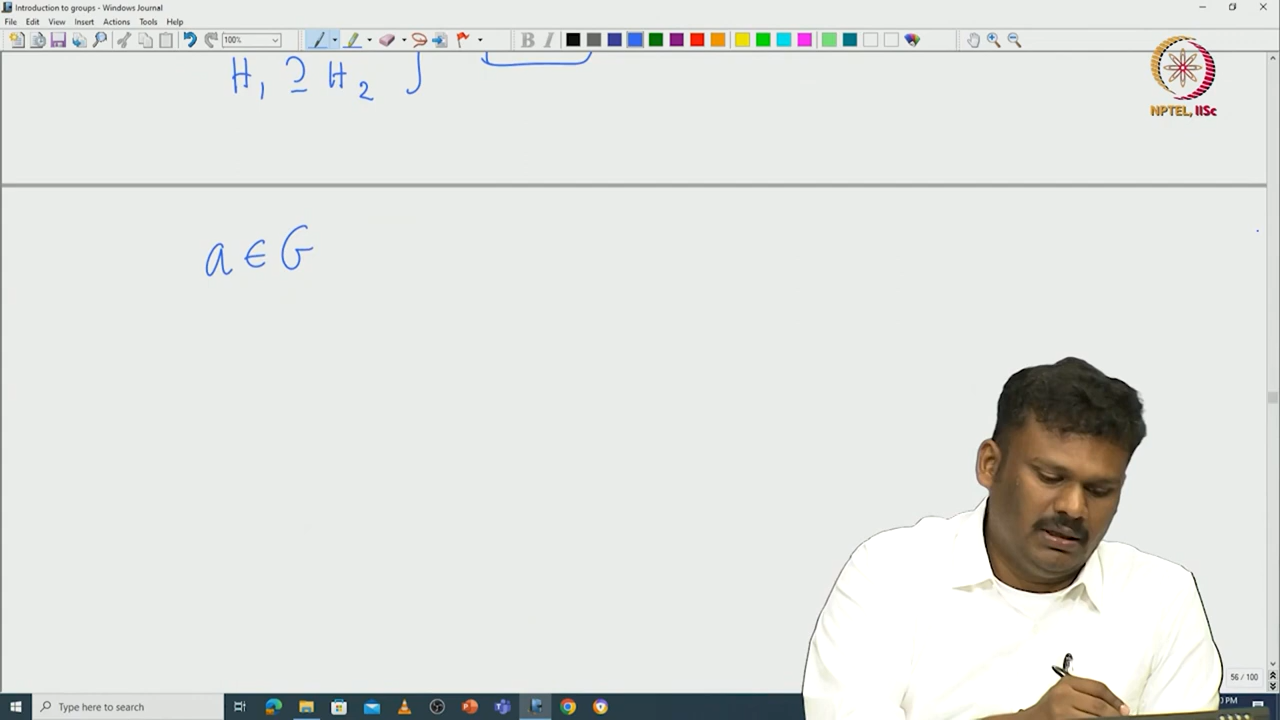 Introduction to groups - Windows Journal
File Edit View Insert Actions Tools Help
100%
B I
H₁ ⊇ H₂
NPTEL, IISc
a ∈ G
56 / 100
Type here to search